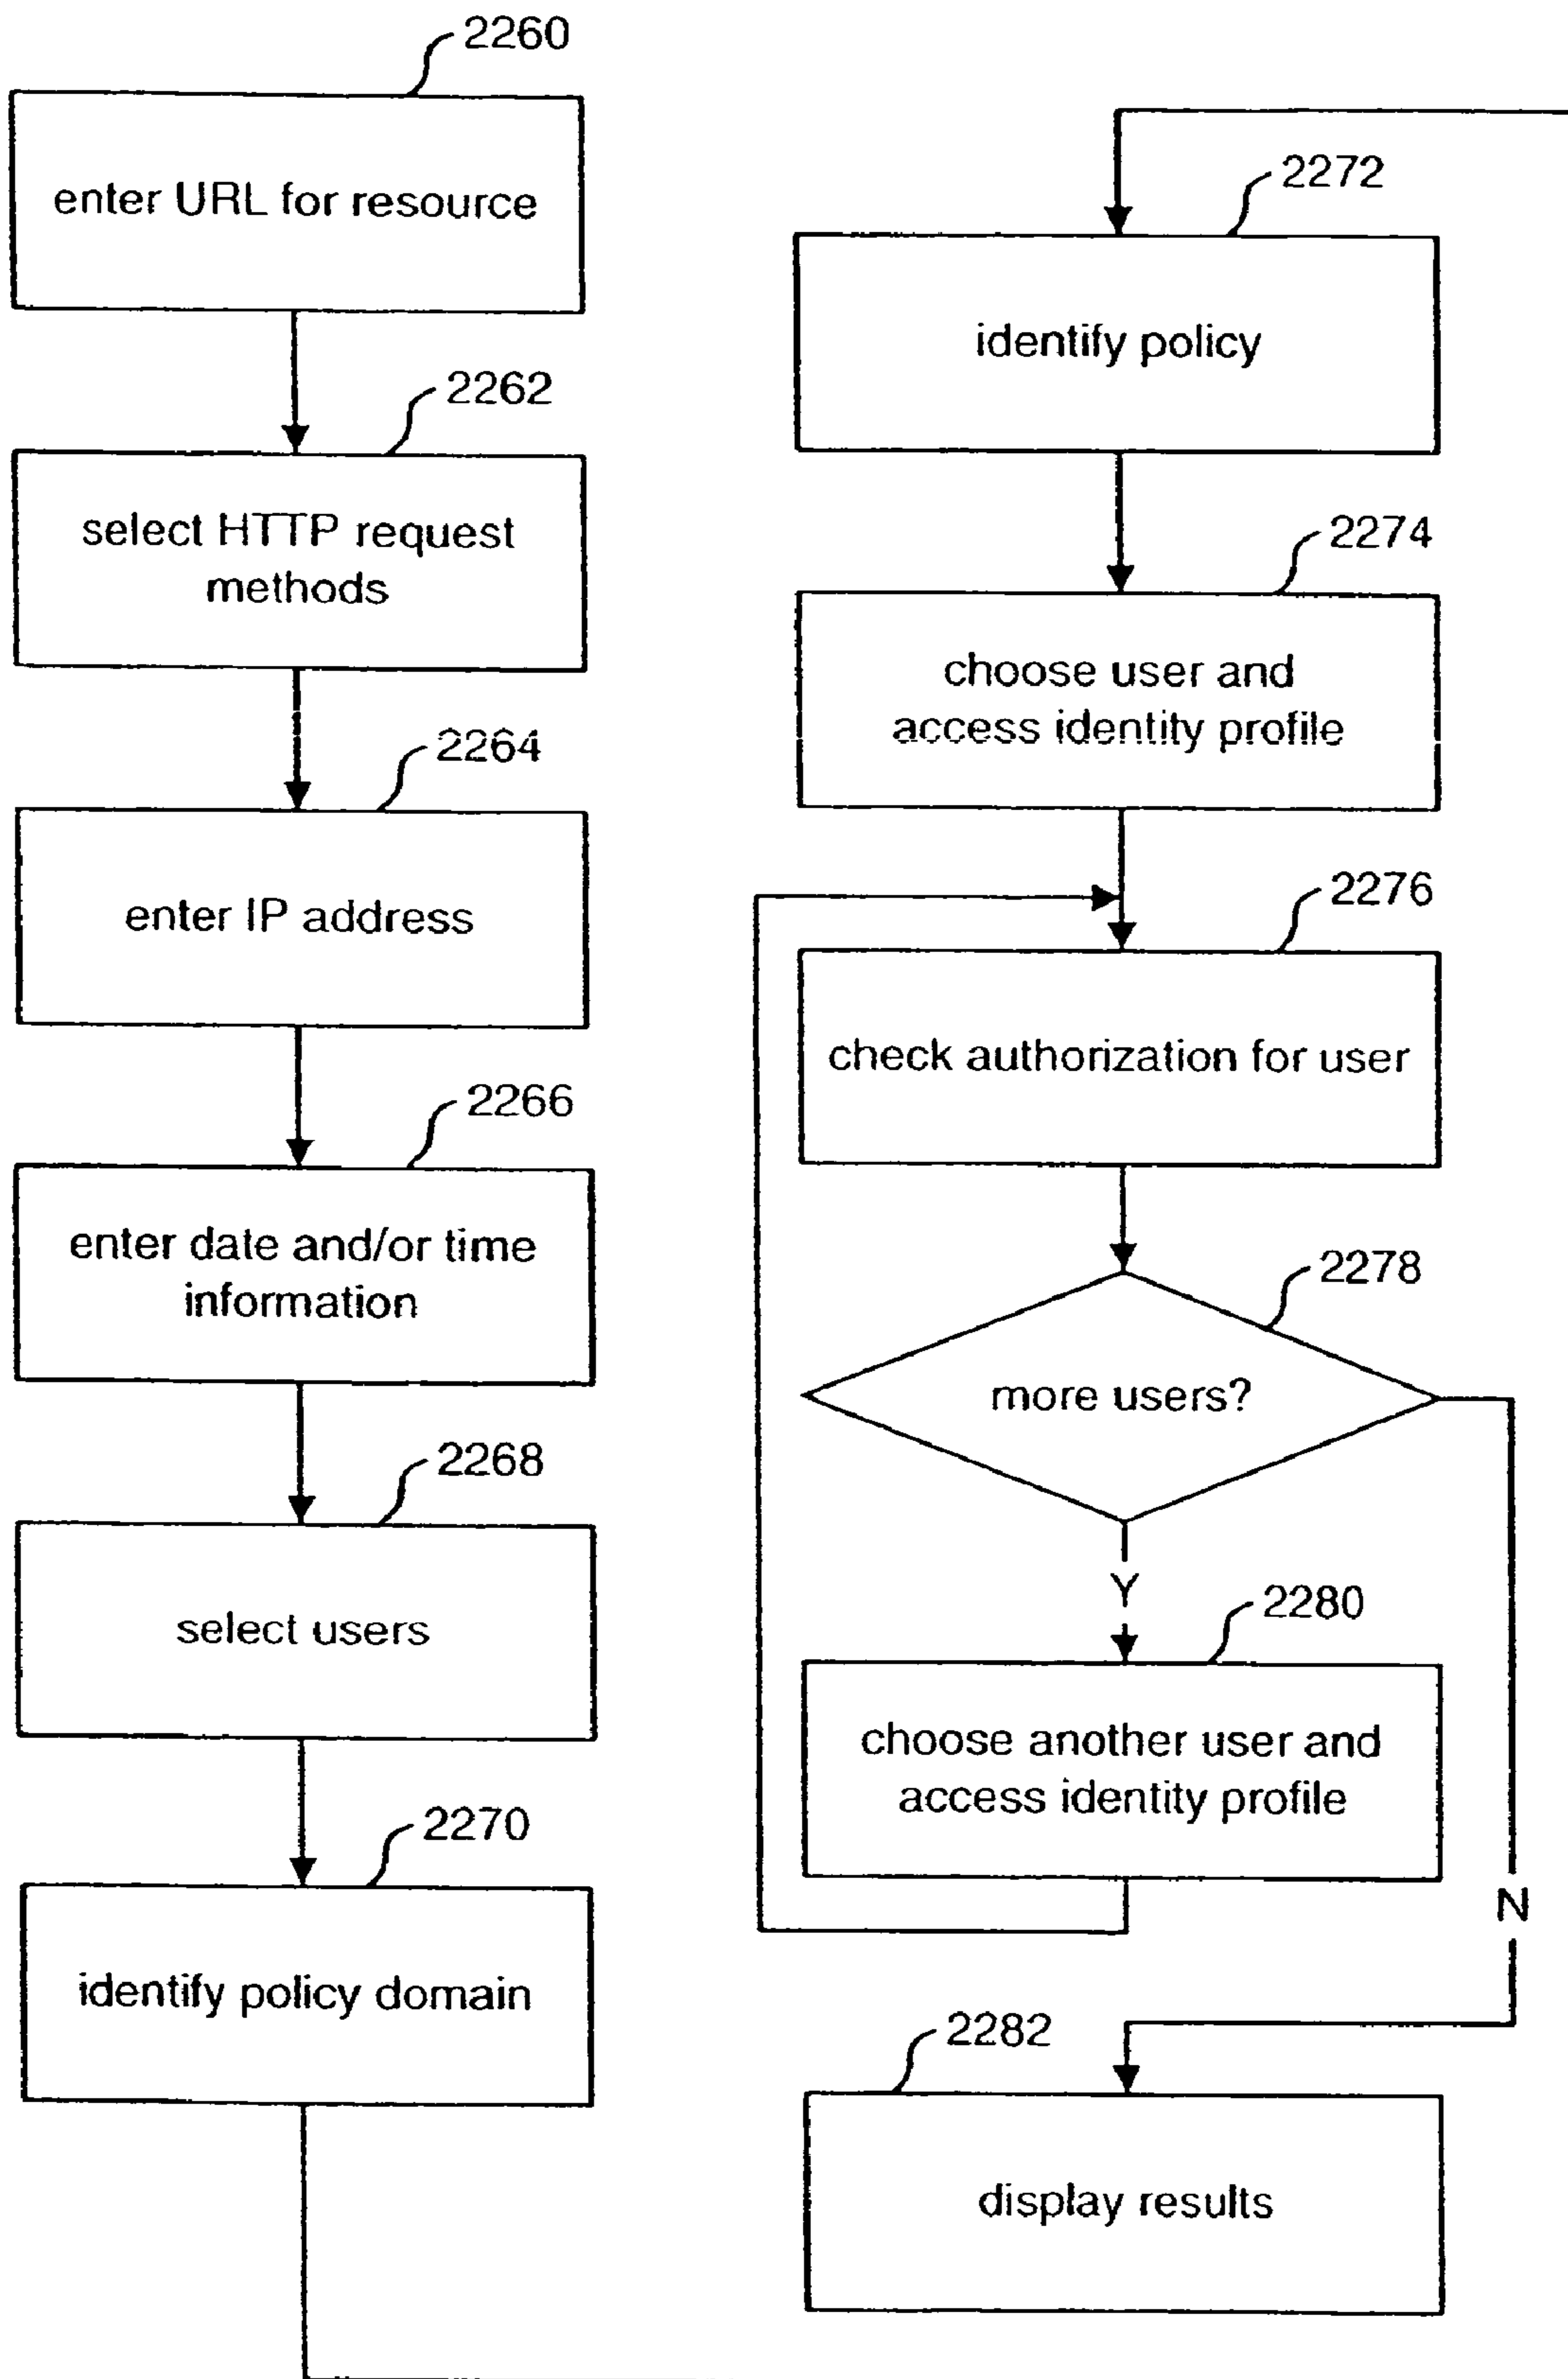 2260
enter URL for resource
2262
select HTTP request
methods
2264
enter IP address
2266
enter date and/or time
information
2268
select users
2270
identify policy domain
2272
identify policy
2274
choose user and
access identity profile
2276
check authorization for user
2278
more users?
Y
2280
choose another user and
access identity profile
N
2282
display results